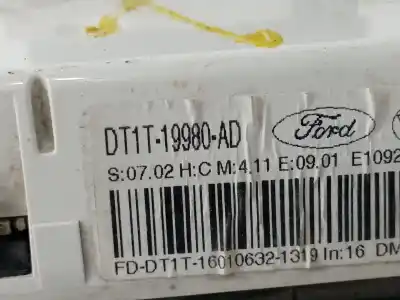 DT1T-19980-AD
Ford
S:07.02 H:C M:4.11 E:09.01 E1092
FD-DT1T-16010632-1319 In:16 DM